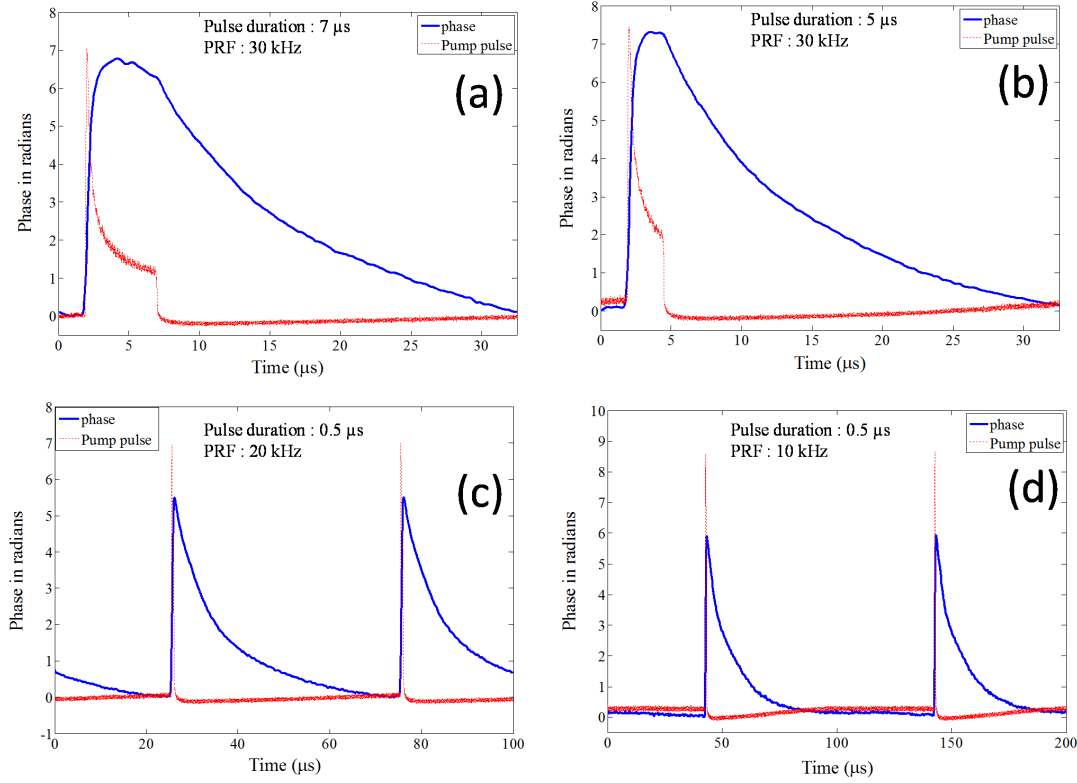 Pulse duration : 7 µs
PRF : 30 kHz
phase
Pump pulse
(a)
8
7
6
5
4
3
2
1
0
Phase in radians
0 5 10 15 20 25 30
Time (µs)
Pulse duration : 5 µs
PRF : 30 kHz
phase
Pump pulse
(b)
8
7
6
5
4
3
2
1
0
Phase in radians
0 5 10 15 20 25 30
Time (µs)
phase
Pump pulse
Pulse duration : 0.5 µs
PRF : 20 kHz
(c)
8
7
6
5
4
3
2
1
0
-1
Phase in radians
0 20 40 60 80 100
Time (µs)
Pulse duration : 0.5 µs
PRF : 10 kHz
phase
Pump pulse
(d)
10
9
8
7
6
5
4
3
2
1
0
Phase in radians
0 50 100 150 200
Time (µs)